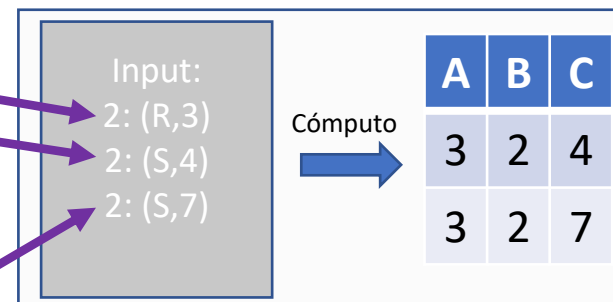 Input:
2: (R,3)
2: (S,4)
2: (S,7)
Cómputo
A B C
3 2 4
3 2 7